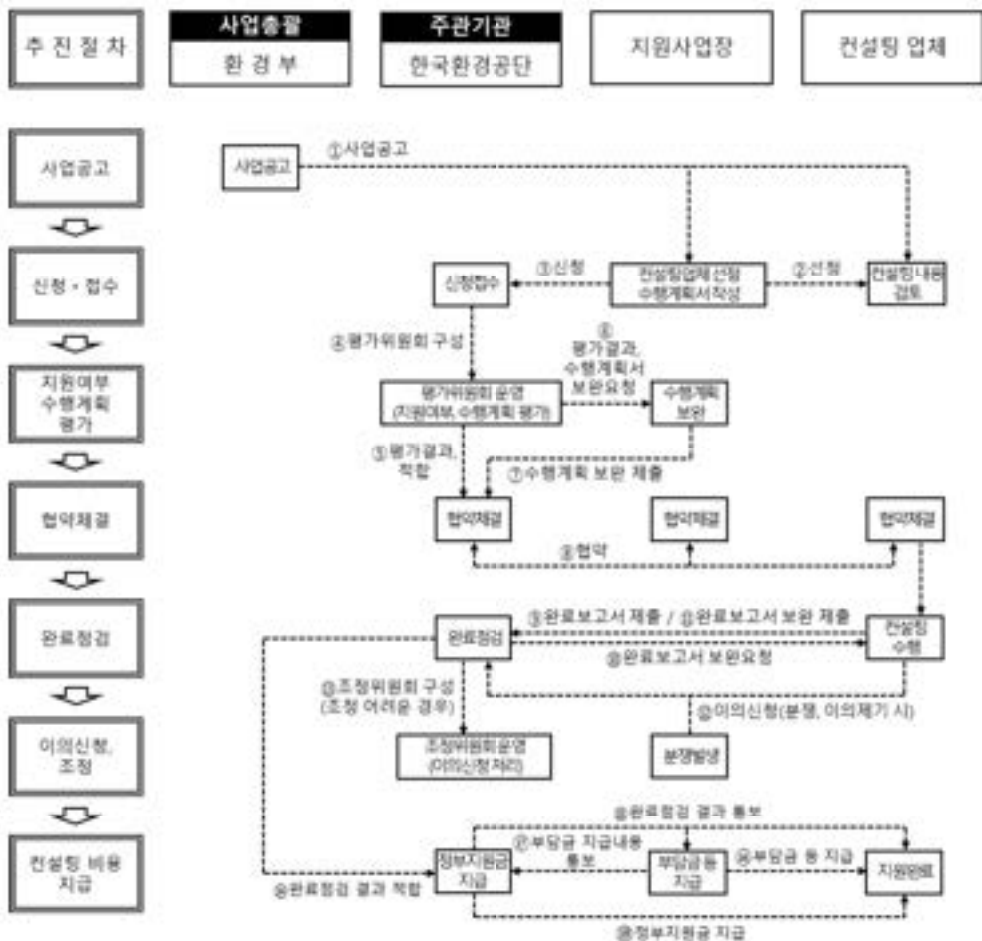 추 진 절 차
사업총괄
환 경 부
주관기관
한국환경공단
지원사업장
컨설팅 업체
사업공고
사업공고
①사업공고
신청・접수
신청접수
③신청
컨설팅업체 선정
수행계획서 작성
②선정
컨설팅 내용
검토
④평가위원회 구성
평가결과,
수행계획서
보완요청
지원여부
수행계획
평가
평가위원회 운영
(지원여부, 수행계획 평가)
수행계획
보완
⑤평가결과,
적합
⑦수행계획 보완 제출
협약체결
협약체결
협약체결
협약체결
⑧협약
완료점검
완료점검
⑨완료보고서 제출 / ⑪완료보고서 보완 제출
⑩완료보고서 보완요청
컨설팅
수행
⑬조정위원회 구성
(조정 어려운 경우)
⑫이의신청(분쟁, 이의제기 시)
이의신청,
조정
조정위원회 운영
(이의신청 처리)
분쟁발생
완료점검 결과 통보
컨설팅 비용
지급
정부지원금
지급
⑰부담금 지급내용
통보
부담금 등
지급
⑯부담금 등 지급
지원완료
완료점검 결과 적합
⑱정부지원금 지급